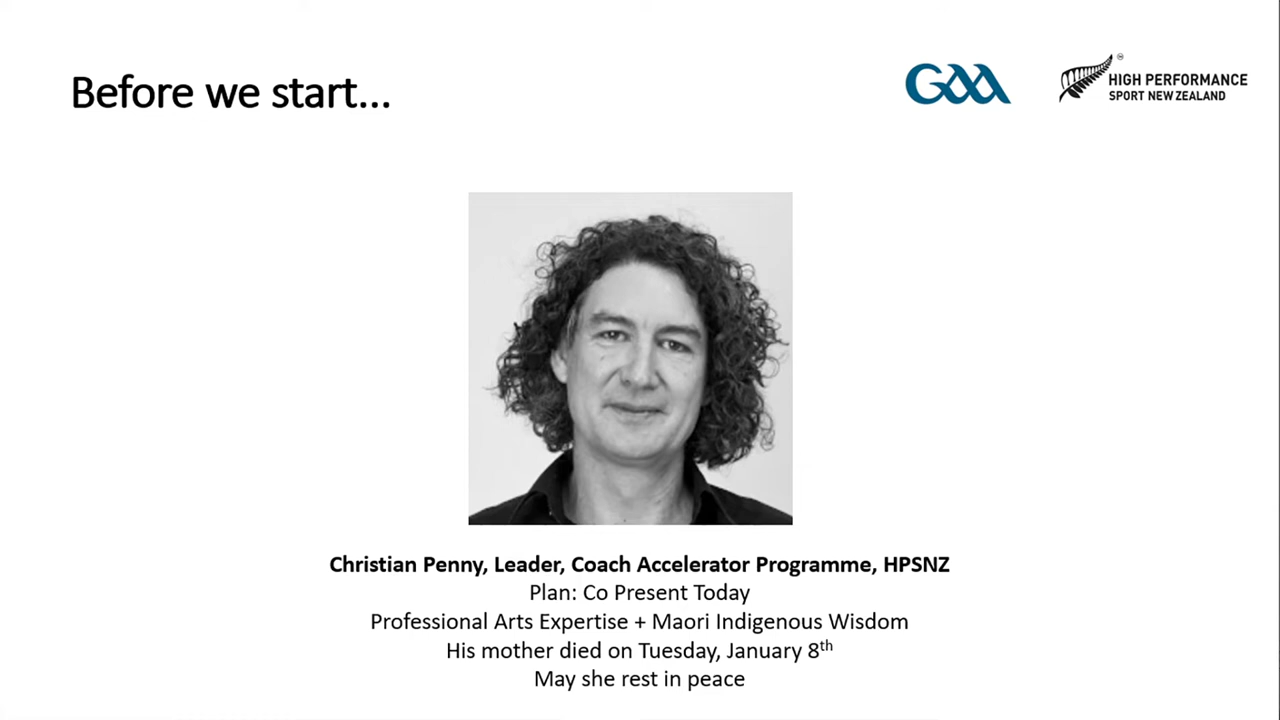 Before we start...
GAA
HIGH PERFORMANCE
SPORT NEW ZEALAND
Christian Penny, Leader, Coach Accelerator Programme, HPSNZ
Plan: Co Present Today
Professional Arts Expertise + Maori Indigenous Wisdom
His mother died on Tuesday, January 8th
May she rest in peace